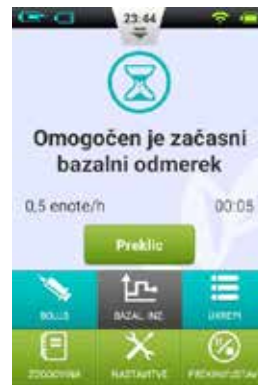 23:44
Omogočen je začasni
bazalni odmerek
0,5 enote/h 00:05
Preklic
BOLUS BAZAL. INZ. UKREPI
ZGODOVINA NASTAVITVE PREKINI/USTAVI